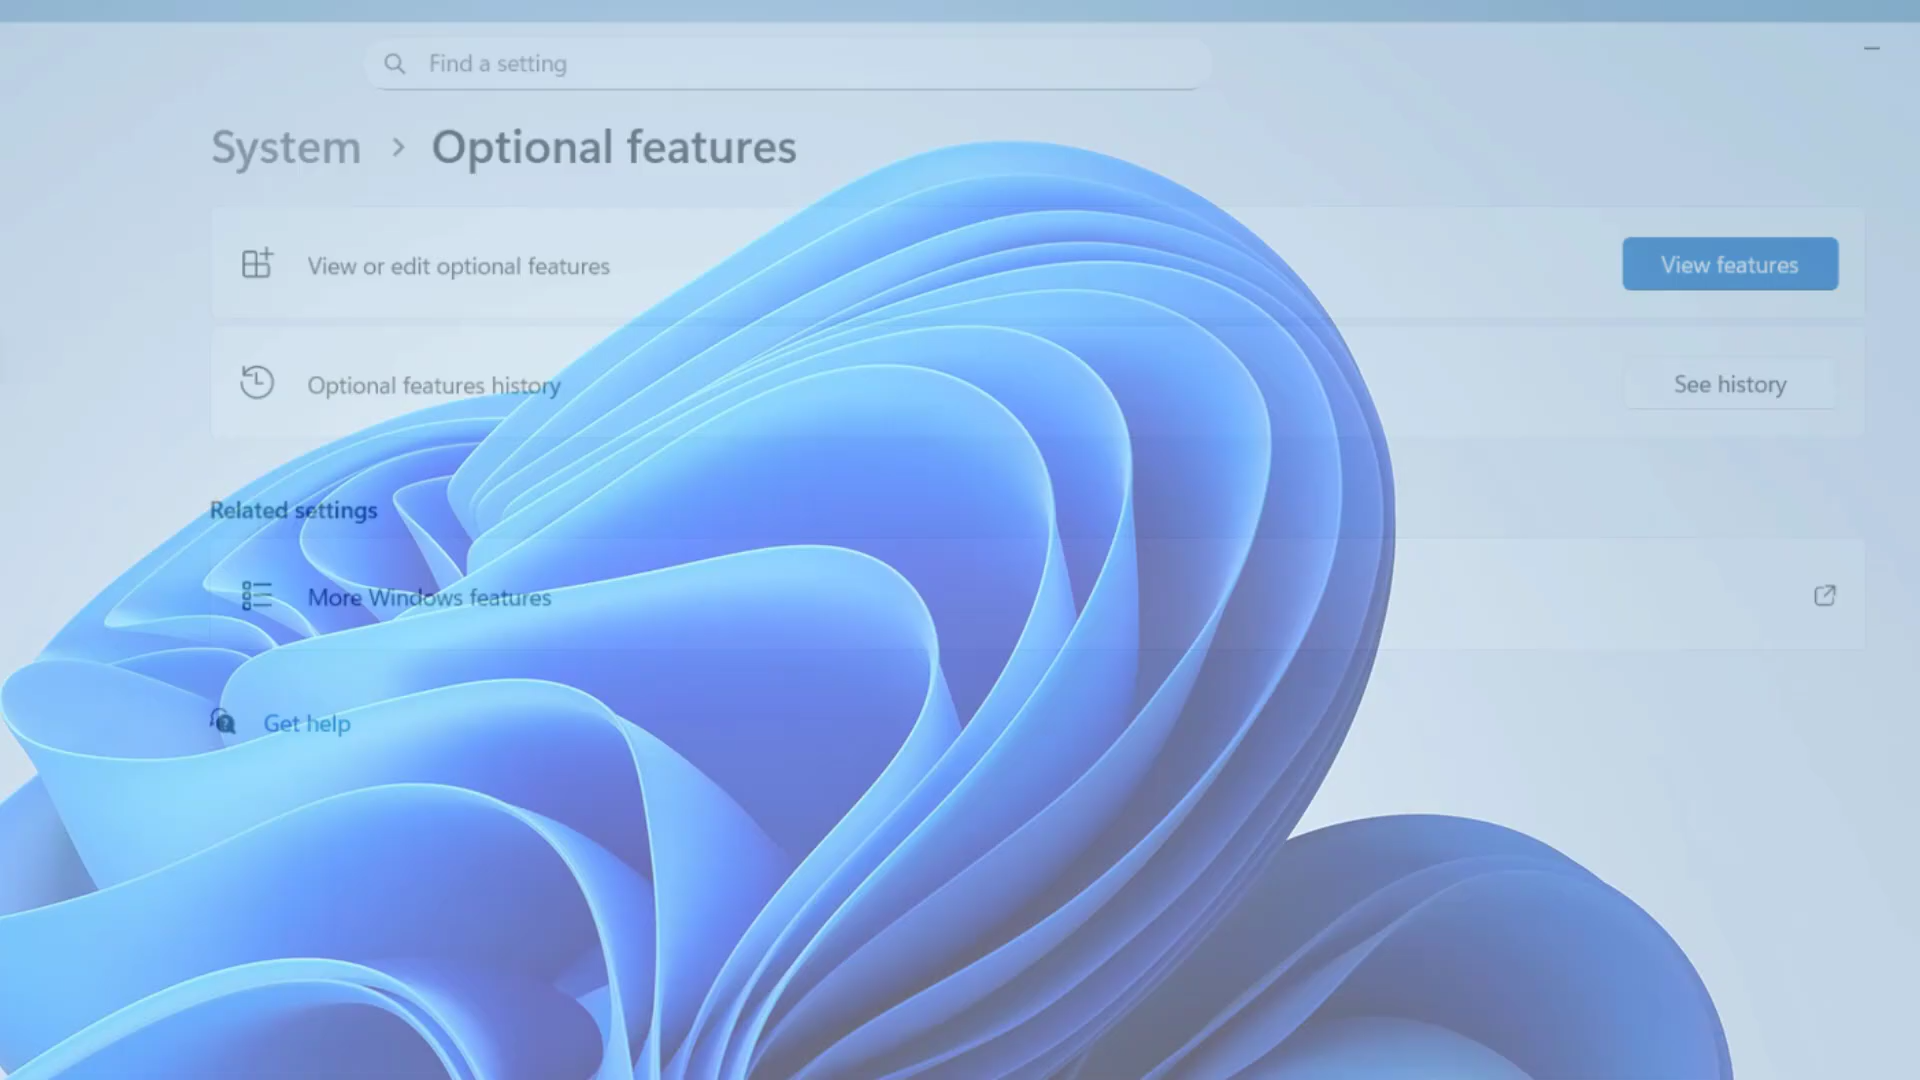 Find a setting
System > Optional features
View or edit optional features
View features
Optional features history
See history
Related settings
More Windows features
Get help